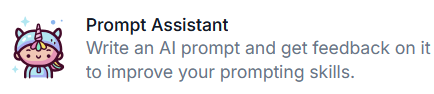 Prompt Assistant
Write an AI prompt and get feedback on it
to improve your prompting skills.